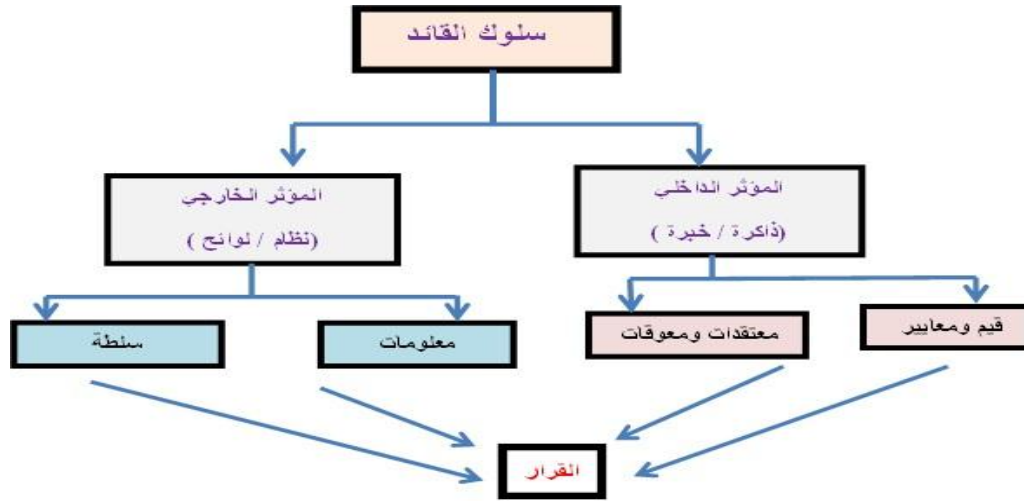 سلوك القائد
المؤثر الداخلي
(ذاكرة / خبرة )
المؤثر الخارجي
(نظام / لوائح )
قيم ومعايير
معتقدات ومعوقات
معلومات
سلطة
القرار